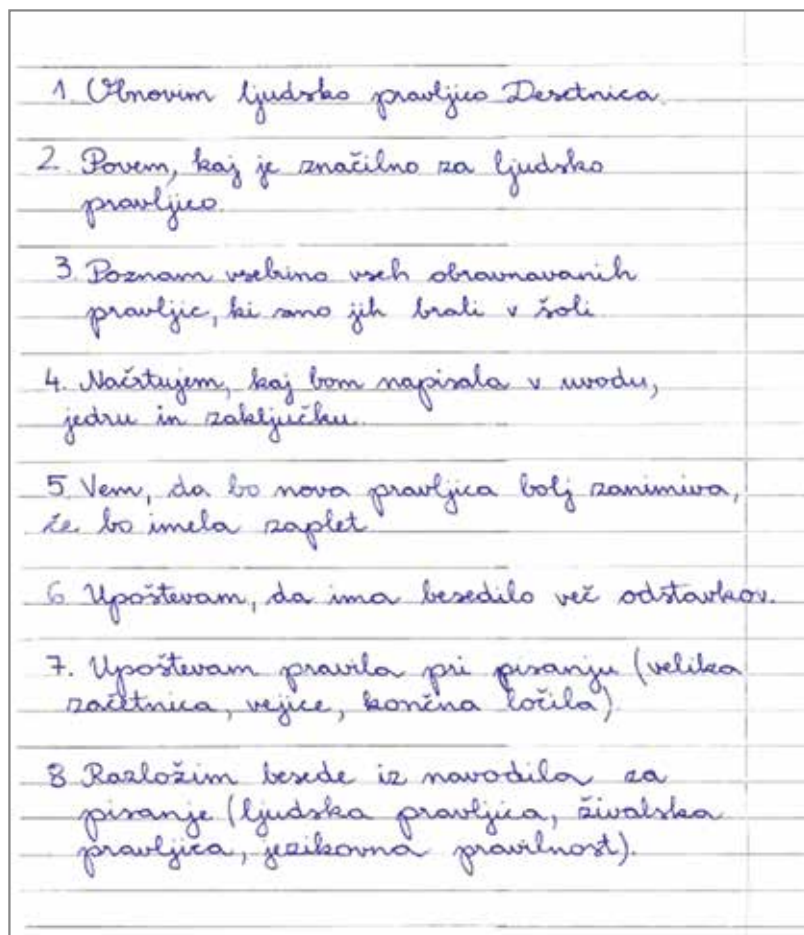 1. Obnovim ljudsko pravljico Desetnica.
2. Povem, kaj je značilno za ljudsko
pravljico.
3. Poznam vsebino vseh obravnavanih
pravljic, ki smo jih brali v šoli
4. Načrtujem, kaj bom napisala v uvodu,
jedru in zaključku.
5. Vem, da bo nova pravljica bolj zanimiva,
če bo imela zaplet
6 Upoštevam, da ima besedilo več odstavkov.
7. Upoštevam pravila pri pisanju (velika
začetnica, vejice, končna ločila)
8 Razložim besede iz navodila za
pisanje (ljudska pravljica, živalska
pravljica, jezikovna pravilnost).